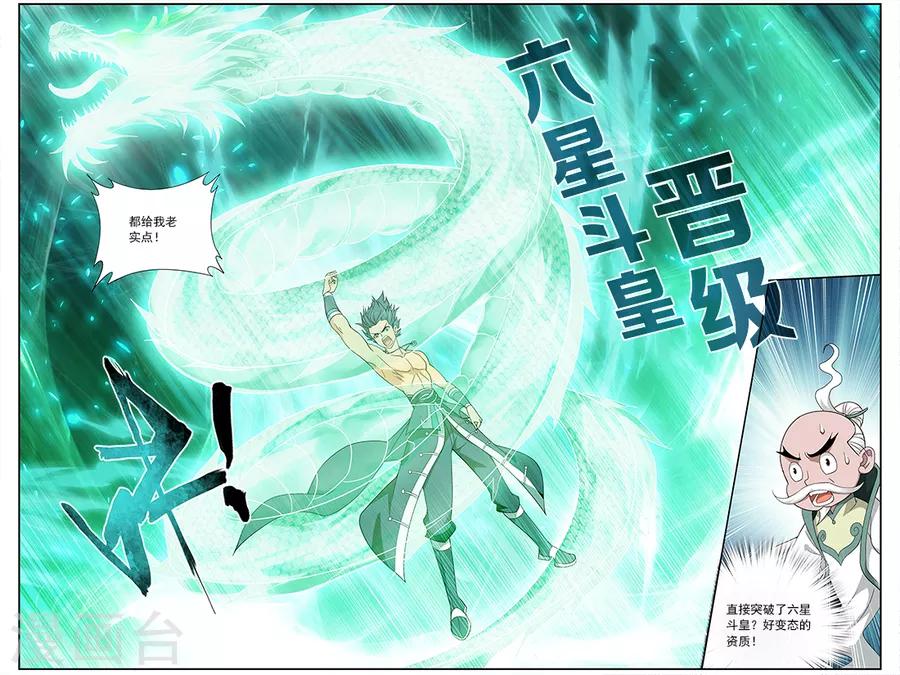 都给我老
实点！
六星斗皇
晋级
直接突破了六星
斗皇？好变态的
资质！
漫画台